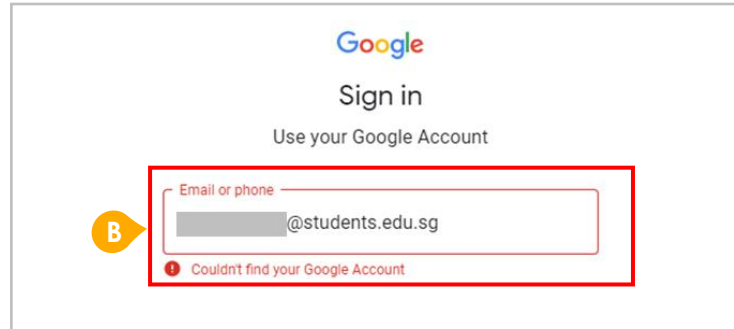 Google
Sign in
Use your Google Account
Email or phone
B
@students.edu.sg
Couldn't find your Google Account